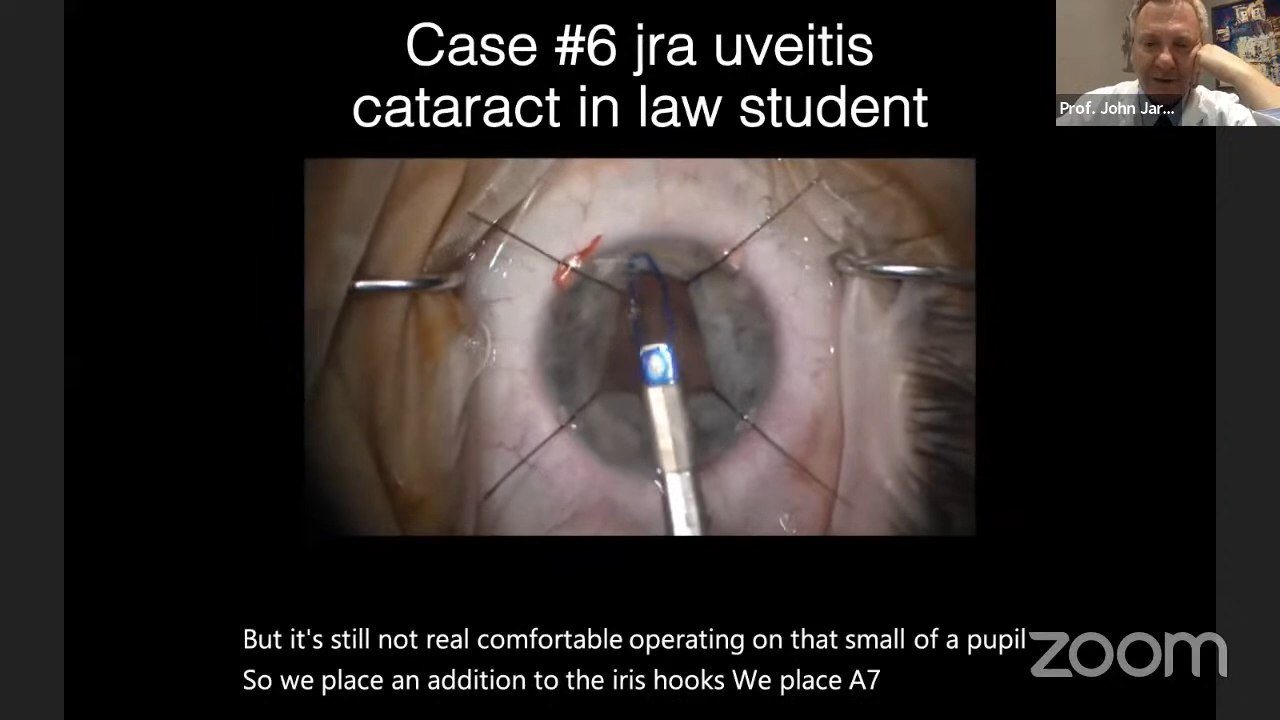 Case #6 jra uveitis
cataract in law student
Prof. John Jar...
But it's still not real comfortable operating on that small of a pupil
So we place an addition to the iris hooks We place A7
zoom